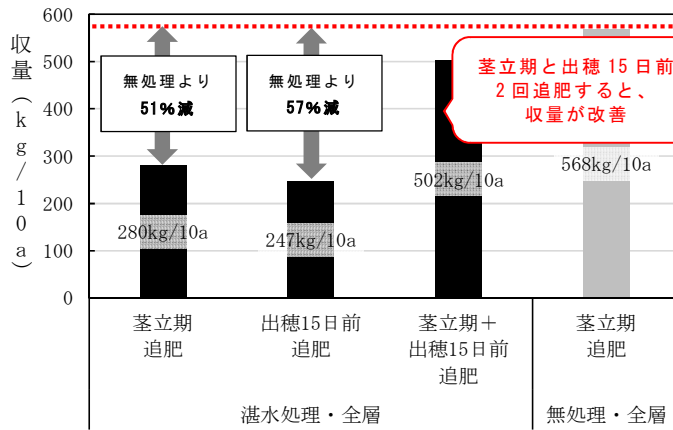 収量（kg/10a）
600
500
400
300
200
100
0
無処理より
51%減
無処理より
57%減
茎立期と出穂15日前
2回追肥すると、
収量が改善
280kg/10a
247kg/10a
502kg/10a
568kg/10a
茎立期
追肥
出穂15日前
追肥
茎立期＋
出穂15日前
追肥
茎立期
追肥
湛水処理・全層
無処理・全層